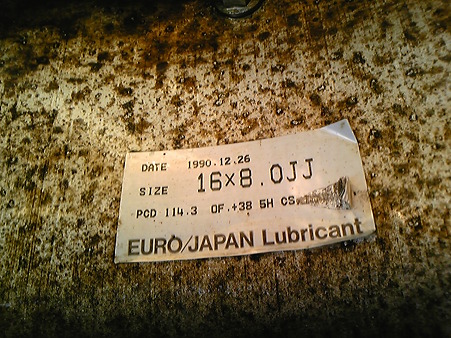 DATE 1990.12.26
SIZE 16×8.0JJ
PCD 114.3 OF.+38 5H CS
EURO/JAPAN Lubricant